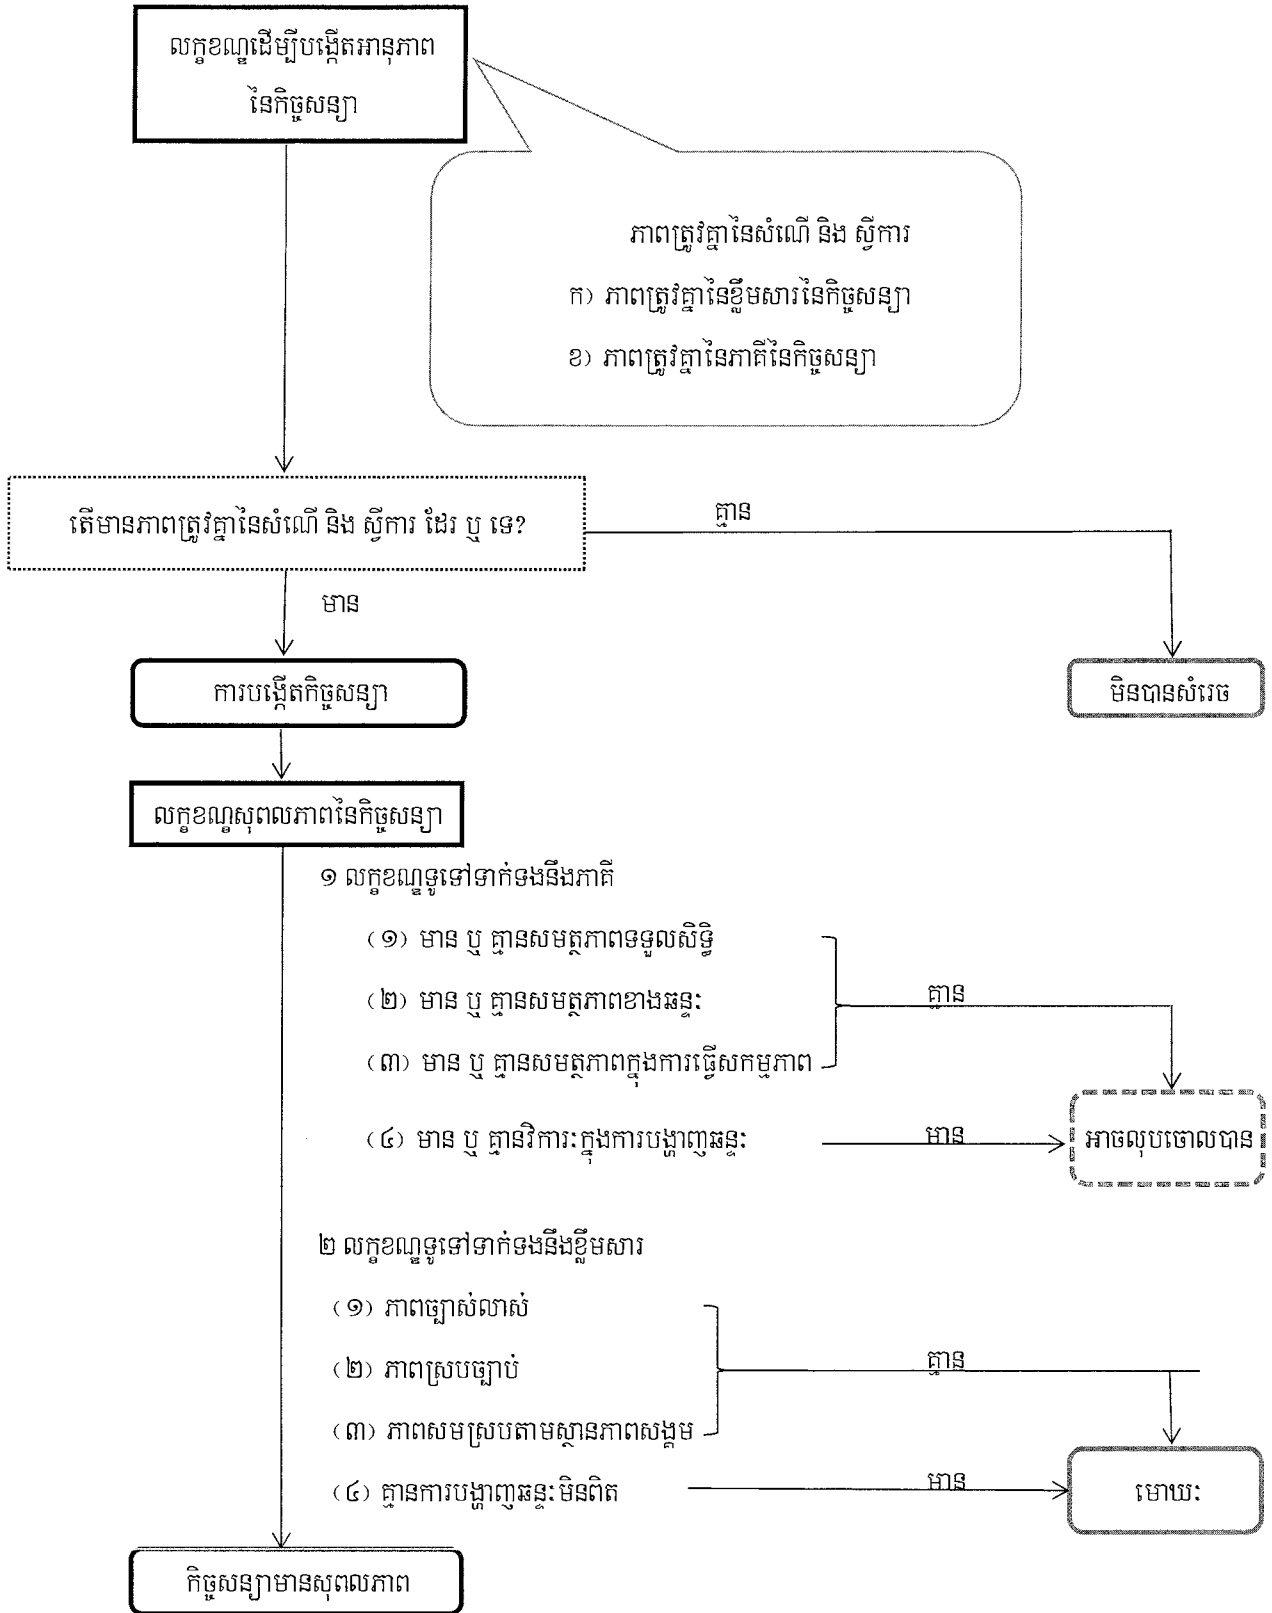 លក្ខខណ្ឌដើម្បីបង្កើតអានុភាព
នៃកិច្ចសន្យា
ភាពត្រូវគ្នានៃសំណើ និង ស្វីការ
ក) ភាពត្រូវគ្នានៃខ្លឹមសារនៃកិច្ចសន្យា
ខ) ភាពត្រូវគ្នានៃភាគីនៃកិច្ចសន្យា
តើមានភាពត្រូវគ្នានៃសំណើ និង ស្វីការ ដែរ ឬ ទេ?
គ្មាន
មាន
ការបង្កើតកិច្ចសន្យា
មិនបានសំរេច
លក្ខខណ្ឌសុពលភាពនៃកិច្ចសន្យា
១ លក្ខខណ្ឌទូទៅទាក់ទងនឹងភាគី
(១) មាន ឬ គ្មានសមត្ថភាពទទួលសិទ្ធិ
(២) មាន ឬ គ្មានសមត្ថភាពខាងឆន្ទៈ
គ្មាន
(៣) មាន ឬ គ្មានសមត្ថភាពក្នុងការធ្វើសកម្មភាព
(៤) មាន ឬ គ្មានវិការៈក្នុងការបង្ហាញឆន្ទៈ
មាន
អាចលុបចោលបាន
២ លក្ខខណ្ឌទូទៅទាក់ទងនឹងខ្លឹមសារ
(១) ភាពច្បាស់លាស់
(២) ភាពស្របច្បាប់
គ្មាន
(៣) ភាពសមស្របតាមស្ថានភាពសង្គម
(៤) គ្មានការបង្ហាញឆន្ទៈមិនពិត
មាន
មោឃៈ
កិច្ចសន្យាមានសុពលភាព